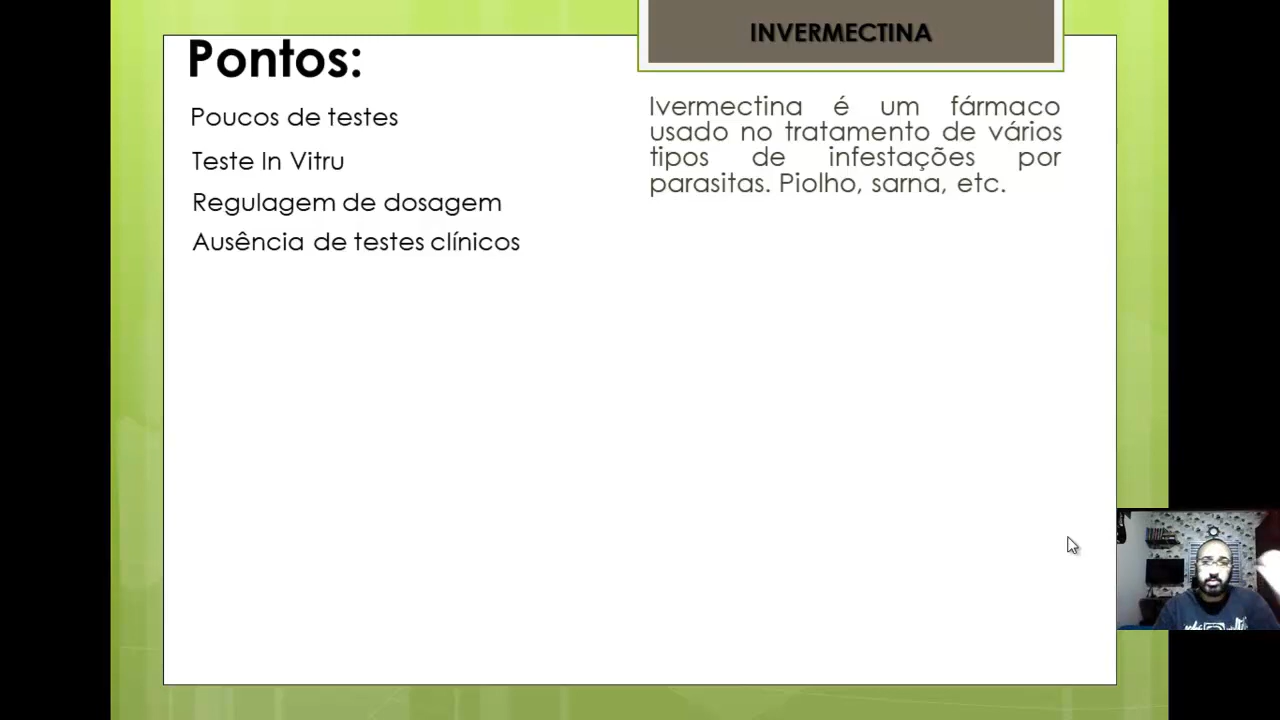 INVERMECTINA
Pontos:
Poucos de testes
Teste In Vitru
Regulagem de dosagem
Ausência de testes clínicos
Ivermectina é um fármaco
usado no tratamento de vários
tipos de infestações por
parasitas. Piolho, sarna, etc.